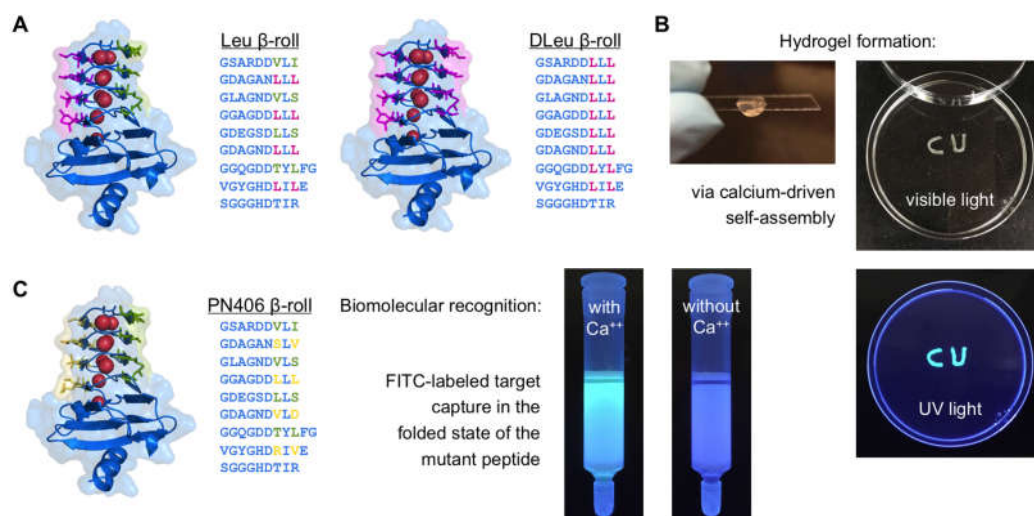 A
Leu β-roll
GSARDDVLI
GDAGANLLL
GLAGNDVLS
GGAGDDLLL
GDEGSDLLS
GDAGNDLLL
GGQGDDTYLFG
VGYGHDLILE
SGGGHDTIR
DLeu β-roll
GSARDDLLL
GDAGANLLL
GLAGNDLLL
GGAGDDLLL
GDEGSDLLL
GDAGNDLLL
GGQGDDLYLFG
VGYGHDLILE
SGGGHDTIR
B
Hydrogel formation:
via calcium-driven
self-assembly
CU
visible light
CU
UV light
C
PN406 β-roll
GSARDDVLI
GDAGANSLV
GLAGNDVLS
GGAGDDLLL
GDEGSDLLS
GDAGNDVLD
GGQGDDTYLFG
VGYGHDRIVE
SGGGHDTIR
Biomolecular recognition:
FITC-labeled target
capture in the
folded state of the
mutant peptide
with
Ca⁺⁺
without
Ca⁺⁺